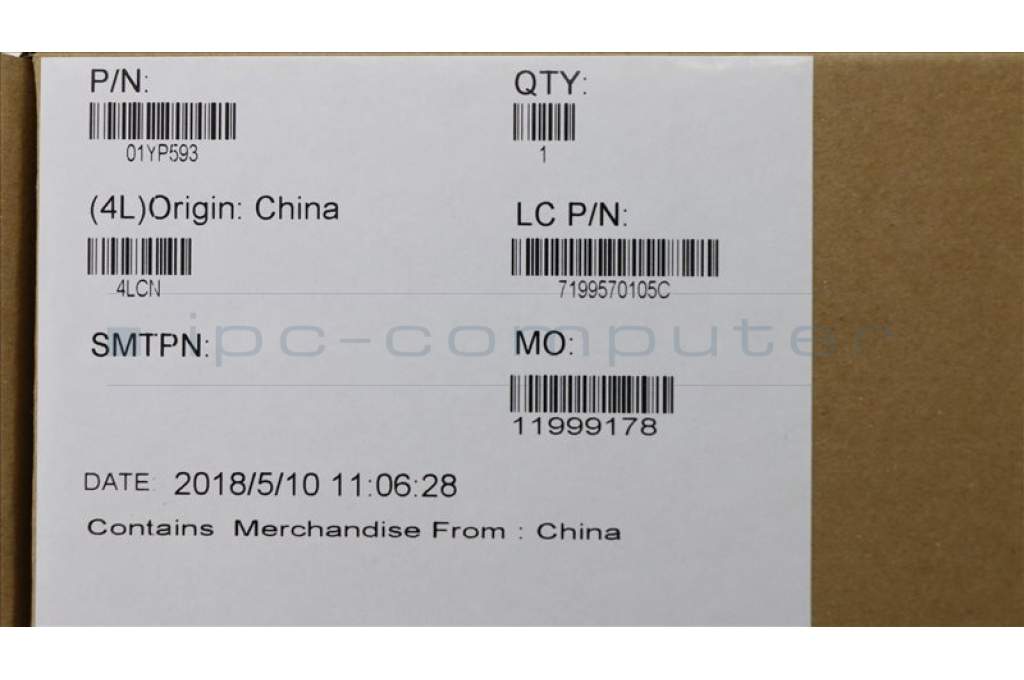 P/N:
01YP593
QTY:
1
(4L)Origin: China
4LCN
LC P/N:
7199570105C
SMTPN:
MO:
11999178
ipc-computer
DATE: 2018/5/10 11:06:28
Contains Merchandise From : China